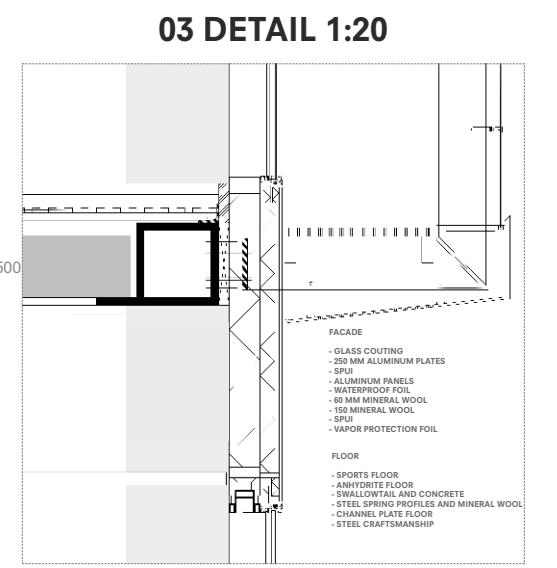 03 DETAIL 1:20
500
FACADE
- GLASS COUTING
- 250 MM ALUMINUM PLATES
- SPUI
- ALUMINUM PANELS
- WATERPROOF FOIL
- 60 MM MINERAL WOOL
- 150 MINERAL WOOL
- SPUI
- VAPOR PROTECTION FOIL
FLOOR
- SPORTS FLOOR
- ANHYDRITE FLOOR
- SWALLOWTAIL AND CONCRETE
- STEEL SPRING PROFILES AND MINERAL WOOL
- CHANNEL PLATE FLOOR
- STEEL CRAFTSMANSHIP